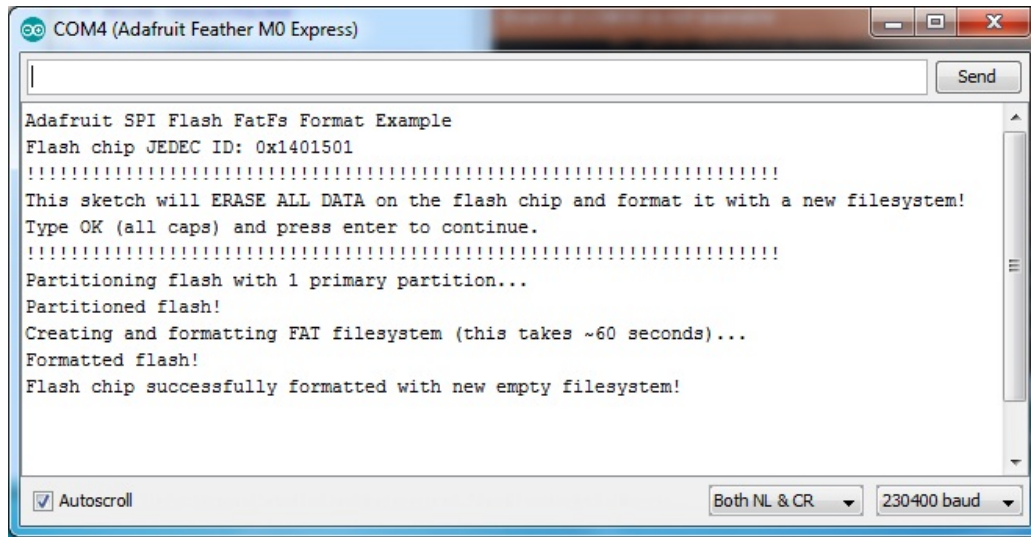 COM4 (Adafruit Feather M0 Express)
Send
Adafruit SPI Flash FatFs Format Example
Flash chip JEDEC ID: 0x1401501
!!!!!!!!!!!!!!!!!!!!!!!!!!!!!!!!!!!!!!!!!!!!!!!!!!!!!!!!!!!!!!!!!!!!!
This sketch will ERASE ALL DATA on the flash chip and format it with a new filesystem!
Type OK (all caps) and press enter to continue.
!!!!!!!!!!!!!!!!!!!!!!!!!!!!!!!!!!!!!!!!!!!!!!!!!!!!!!!!!!!!!!!!!!!!!
Partitioning flash with 1 primary partition...
Partitioned flash!
Creating and formatting FAT filesystem (this takes ~60 seconds)...
Formatted flash!
Flash chip successfully formatted with new empty filesystem!
Autoscroll
Both NL & CR
230400 baud